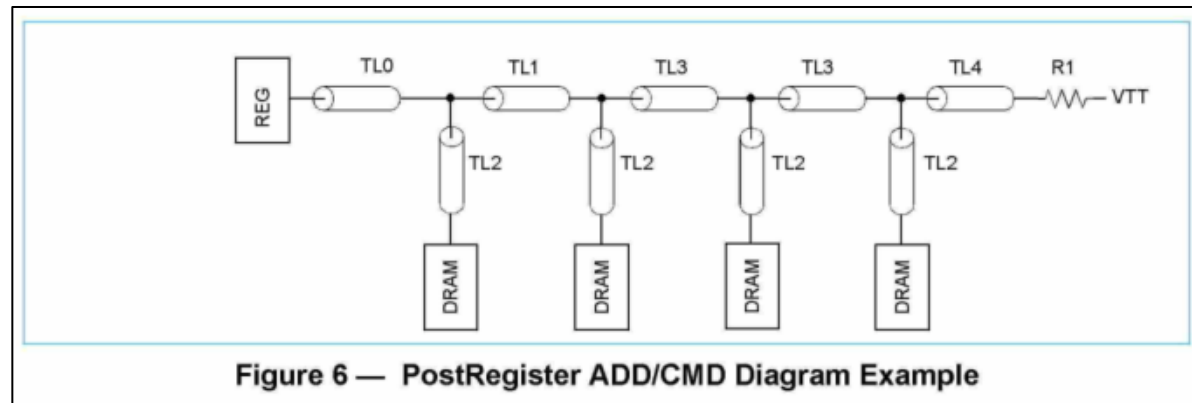 TL0 TL1 TL3 TL3 TL4 R1
REG
VTT
TL2 TL2 TL2 TL2
DRAM DRAM DRAM DRAM
Figure 6 — PostRegister ADD/CMD Diagram Example